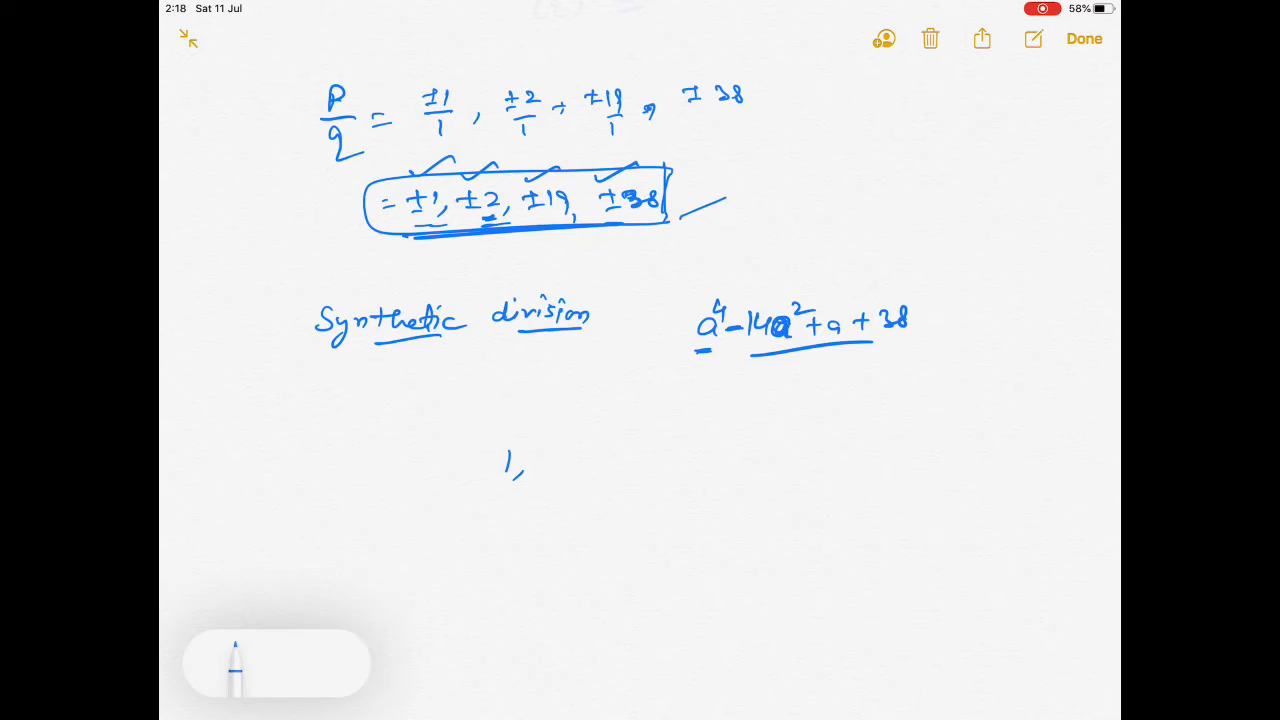 2:18 Sat 11 Jul 58%
Done
p/q = ±1/1, ±2/1, ±19/1, ±38
= ±1, ±2, ±19, ±38
Synthetic division a⁴-14a²+a+38
1,